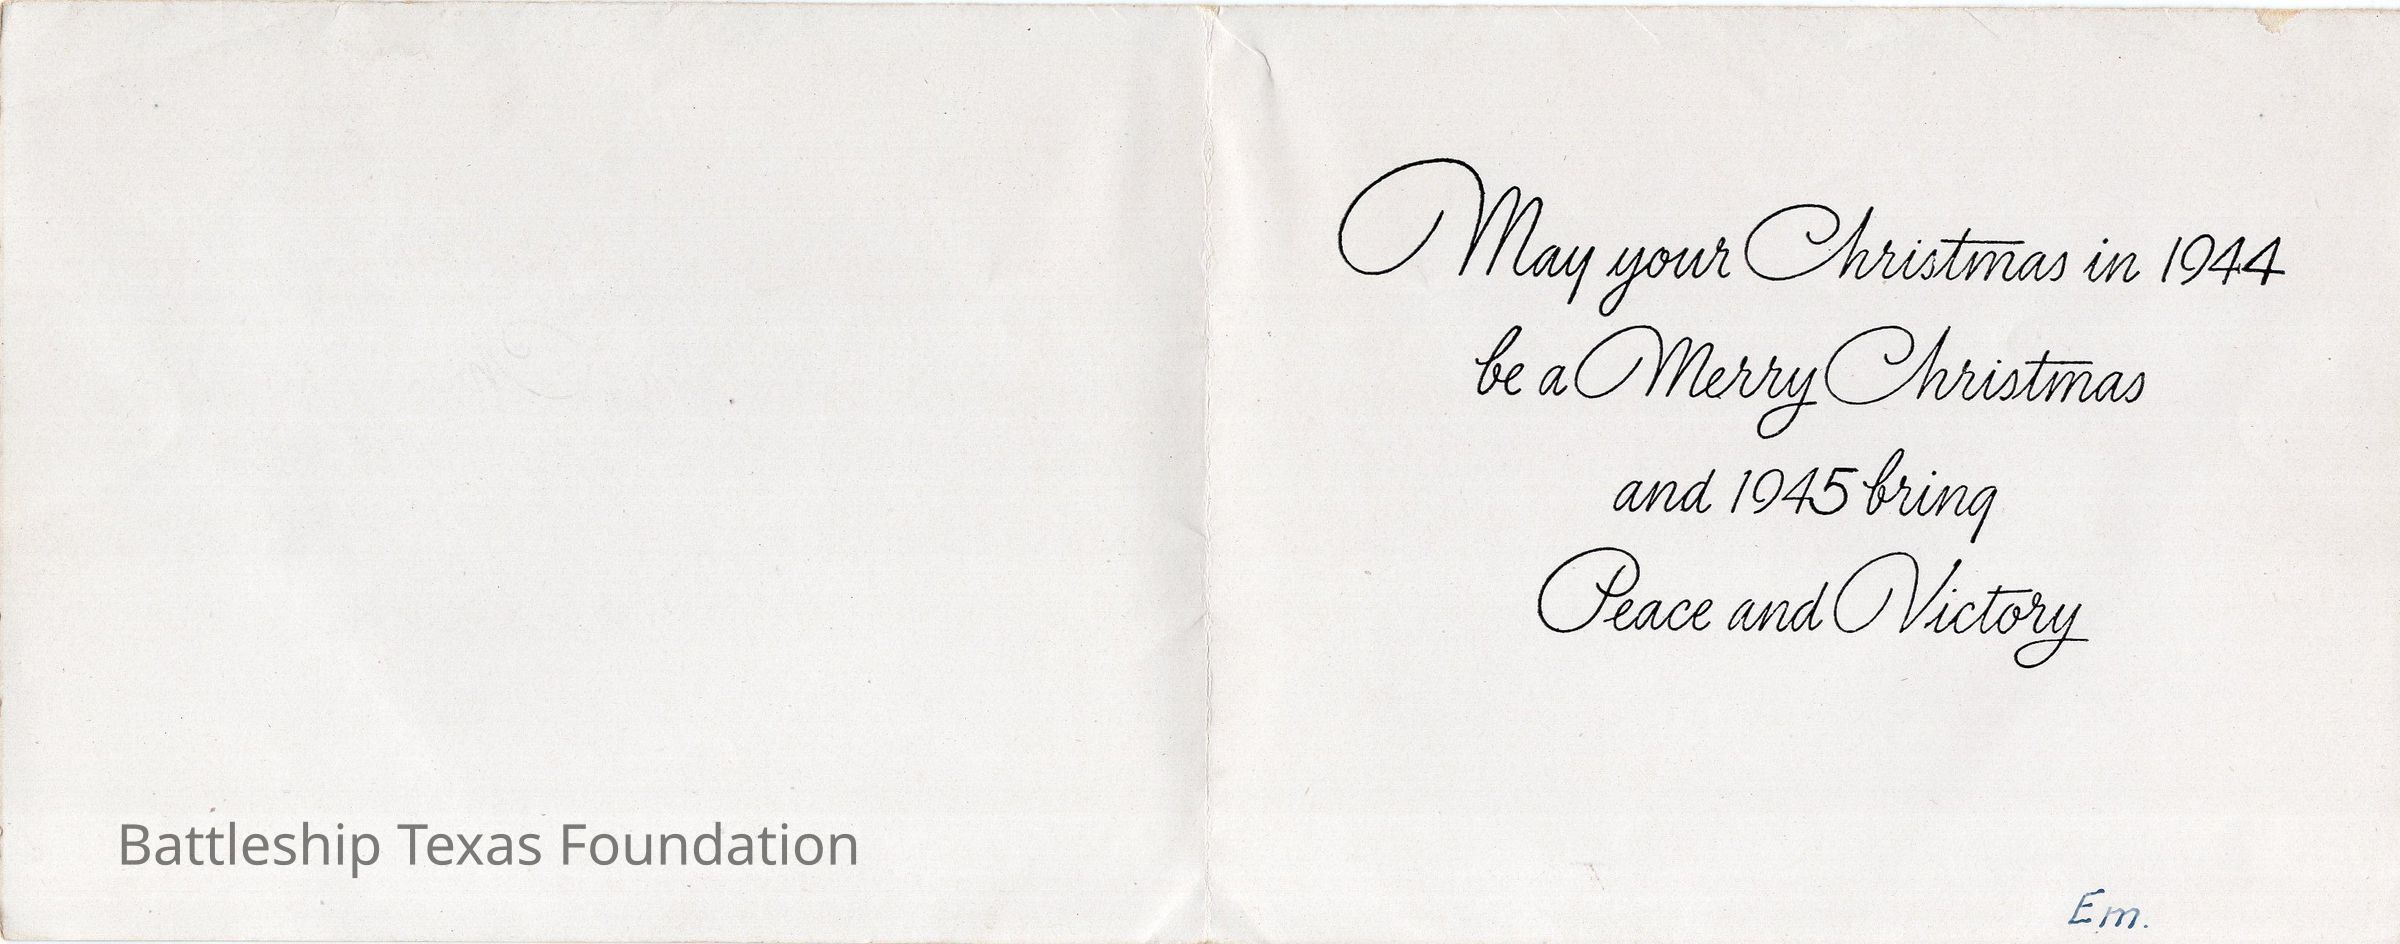 May your Christmas in 1944
be a Merry Christmas
and 1945 bring
Peace and Victory
Em.
Battleship Texas Foundation